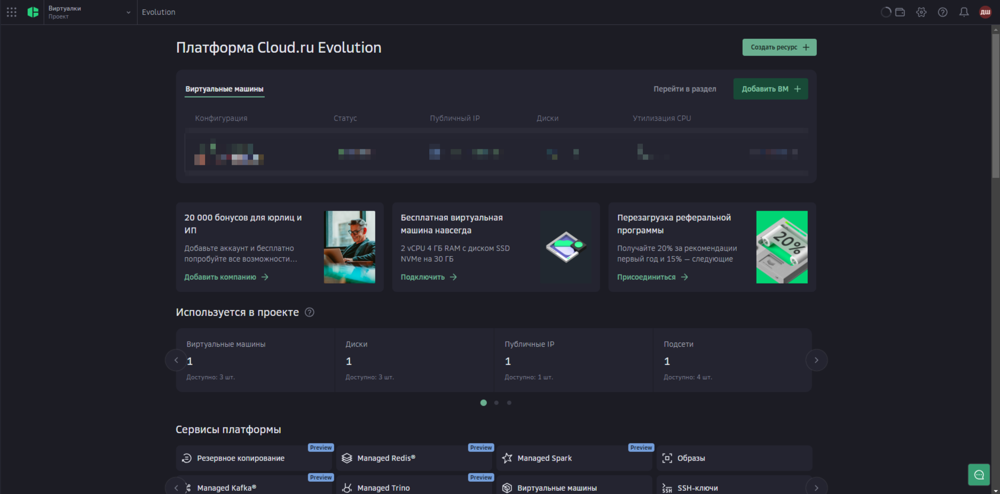 Виртуалки
Проект
Evolution
ДШ
Платформа Cloud.ru Evolution
Создать ресурс
Виртуальные машины
Перейти в раздел
Добавить ВМ
Конфигурация
Статус
Публичный IP
Диски
Утилизация CPU
20 000 бонусов для юрлиц и
ИП
Добавьте аккаунт и бесплатно
попробуйте все возможности...
Добавить компанию
Бесплатная виртуальная
машина навсегда
2 vCPU 4 ГБ RAM с диском SSD
NVMe на 30 ГБ
Подключить
Перезагрузка реферальной
программы
Получайте 20% за рекомендации
первый год и 15% — следующие
Присоединиться
20%
Используется в проекте
Виртуальные машины
1
Доступно: 3 шт.
Диски
1
Доступно: 3 шт.
Публичные IP
1
Доступно: 1 шт.
Подсети
1
Доступно: 4 шт.
Сервисы платформы
Preview
Резервное копирование
Preview
Managed Redis®
Preview
Managed Spark
Образы
Preview
Managed Kafka®
Preview
Managed Trino
Виртуальные машины
SSH
SSH-ключи